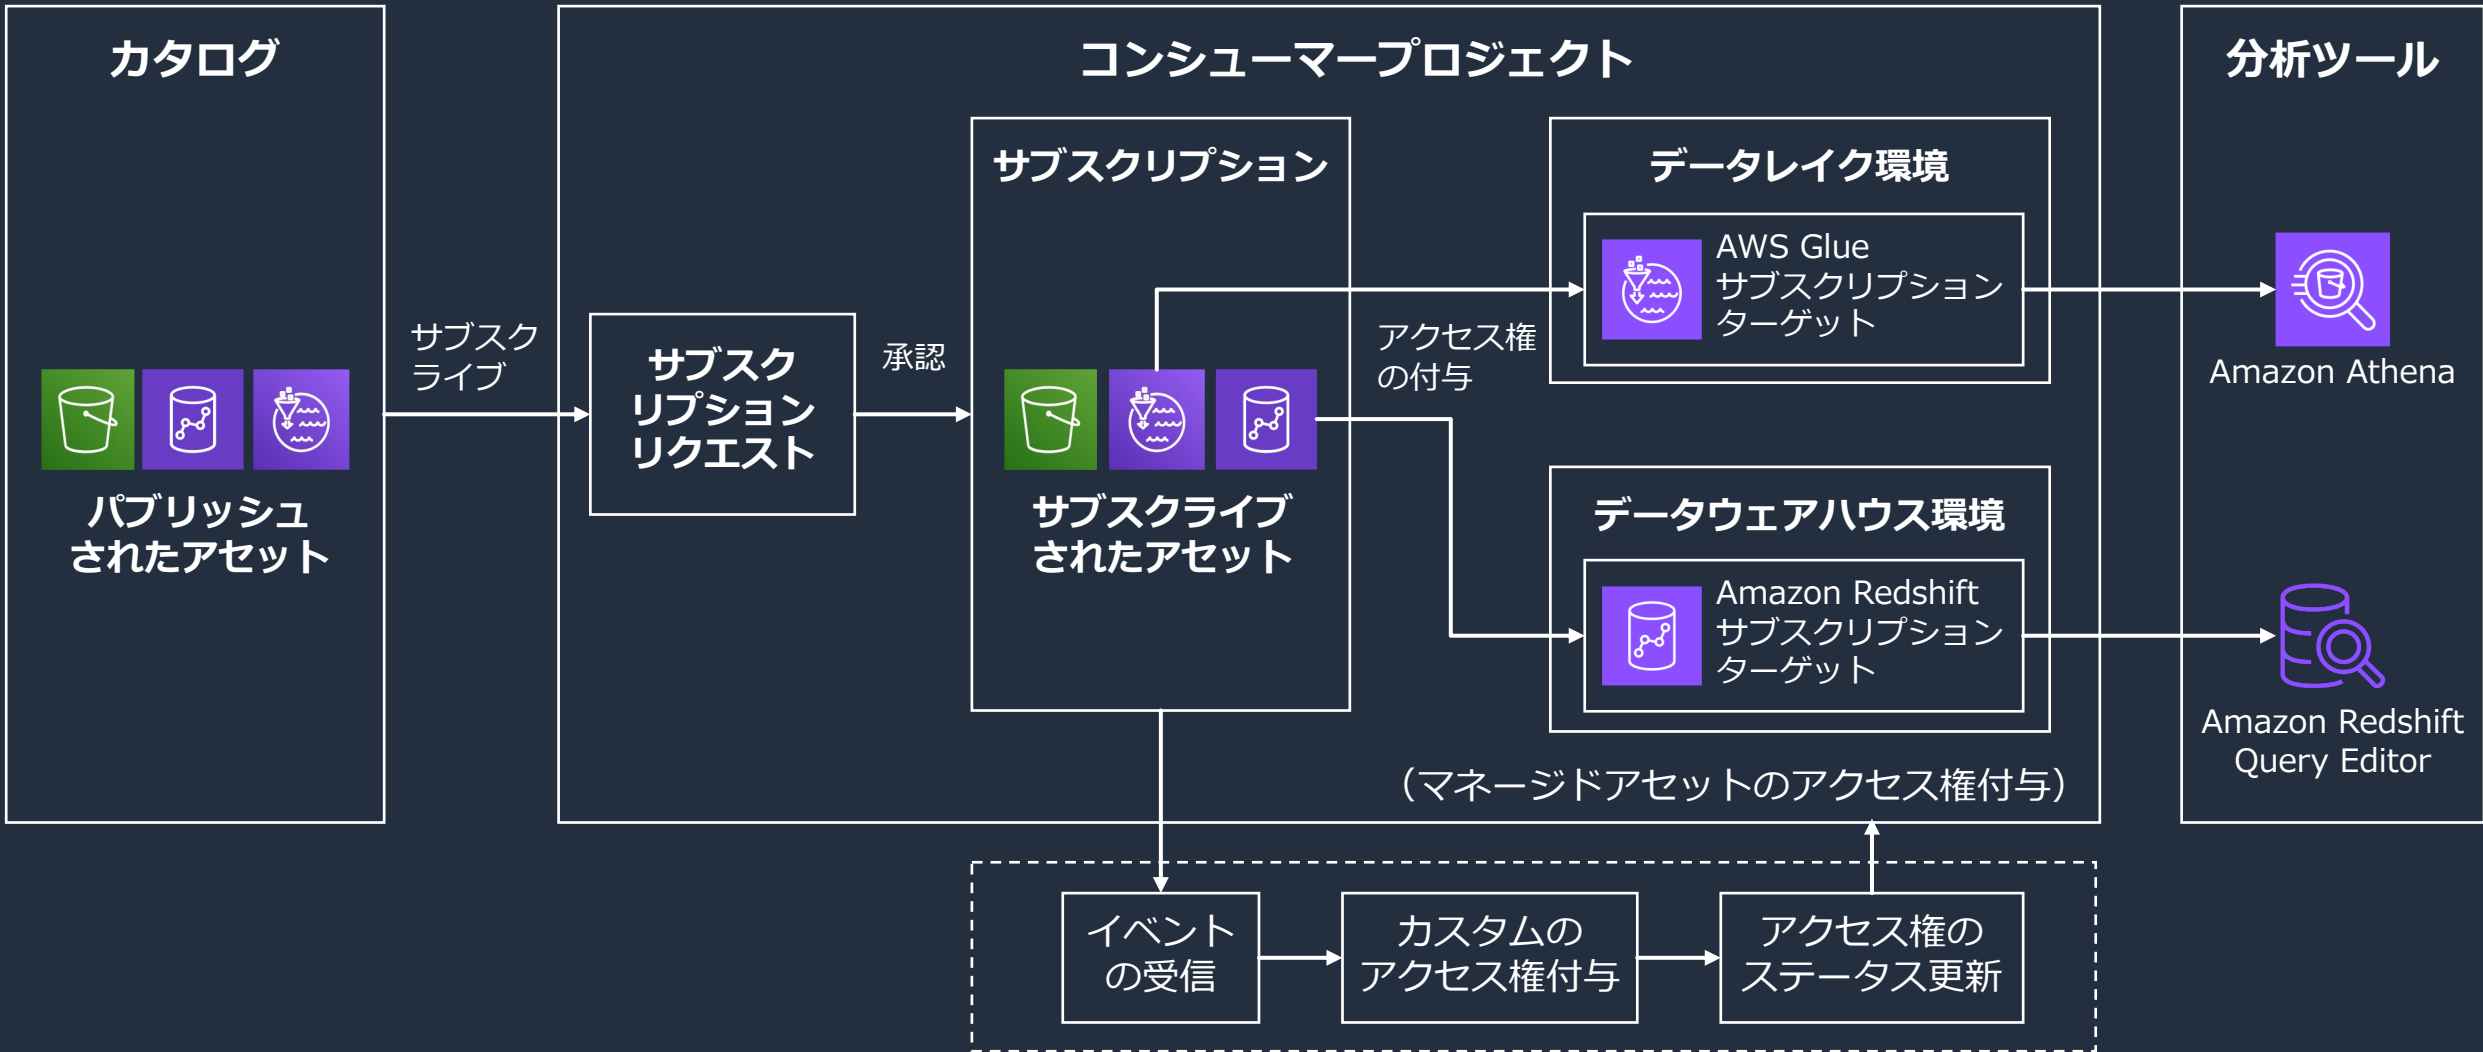 カタログ
パブリッシュ
されたアセット
サブスク
ライブ
コンシューマープロジェクト
サブスク
リプション
リクエスト
承認
サブスクリプション
サブスクライブ
されたアセット
アクセス権
の付与
データレイク環境
AWS Glue
サブスクリプション
ターゲット
データウェアハウス環境
Amazon Redshift
サブスクリプション
ターゲット
（マネージドアセットのアクセス権付与）
分析ツール
Amazon Athena
Amazon Redshift
Query Editor
イベント
の受信
カスタムの
アクセス権付与
アクセス権の
ステータス更新